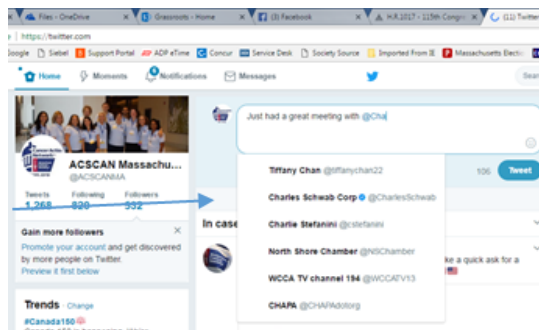 Files - OneDrive
Grassroots - Home
(3) Facebook
H.R.1017 - 115th Congre
(11) Twitter
https://twitter.com
oogle
Siebel
Support Portal
ADP eTime
Concur
Service Desk
Society Source
Imported From IE
Massachusetts Electio
Home
Moments
Notifications
Messages
Sear
Just had a great meeting with @Cha
ACSCAN Massachu...
@ACSCANMA
106
Tweet
Tweets
Following
Followers
1,268
820
932
Tiffany Chan @tiffanychan22
Charles Schwab Corp @CharlesSchwab
Charlie Stefanini @cstefanini
North Shore Chamber @NSChamber
WCCA TV channel 194 @WCCATV13
CHAPA @CHAPAdotorg
In case
ke a quick ask for a
Gain more followers
Promote your account and get discovered
by more people on Twitter.
Preview it first below
Trends · Change
#Canada150